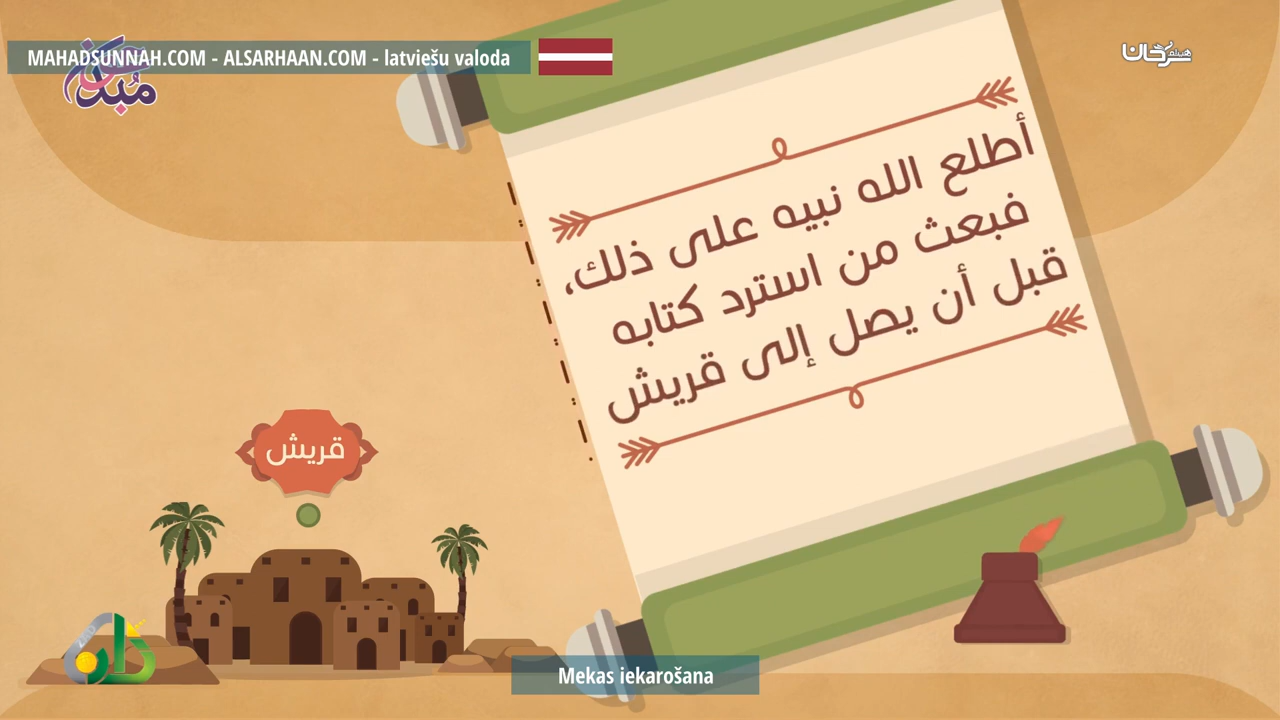 MAHADSUNNAH.COM - ALSARHAAN.COM - latviešu valoda
أطلع الله نبيه على ذلك،
فبعث من استرد كتابه
قبل أن يصل إلى قريش
قريش
Mekas iekarošana